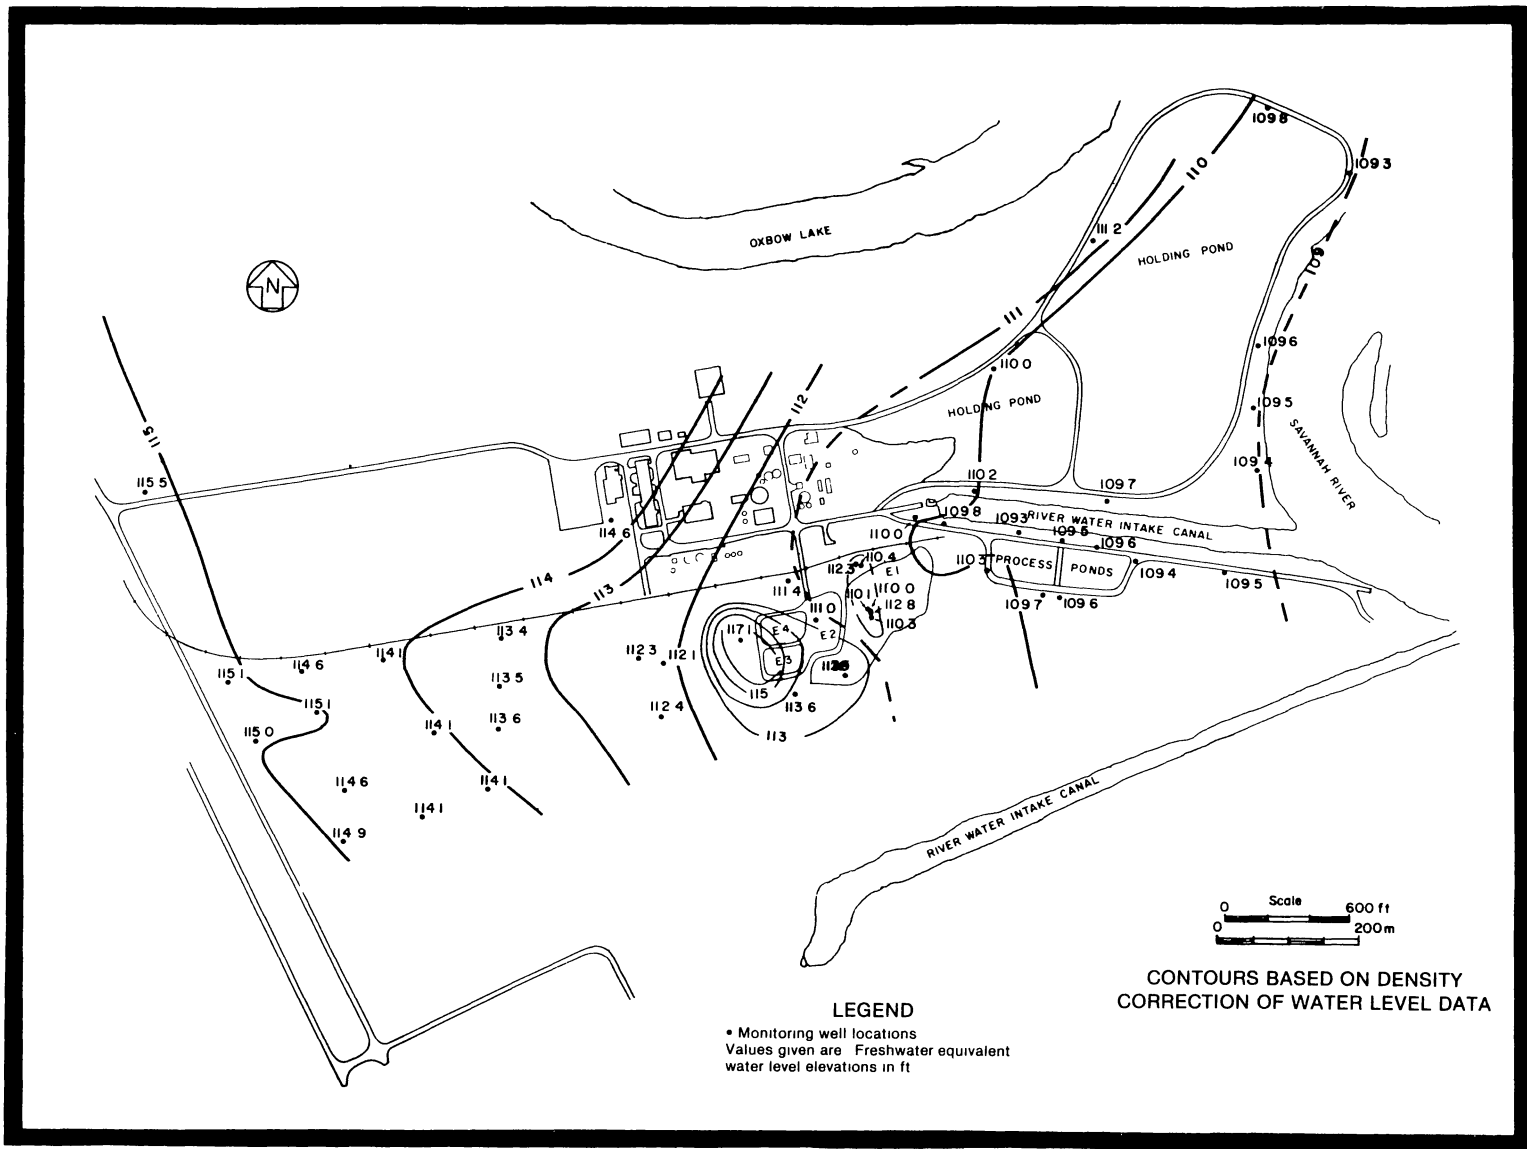 109 8
109 3
110
111 2
OXBOW LAKE
HOLDING POND
109
N
111
109 6
110 0
112
HOLDING POND
109 5
SAVANNAH RIVER
115
109 4
115 5
110 2
109 7
109 8
109 3
RIVER WATER INTAKE CANAL
114 6
110 0
109 5
109 6
110.4
112.3
E1
110 3
PROCESS
PONDS
109 4
109 5
114
113
111 4
110 1
110 0
109 7
109 6
112 8
111 0
110 3
113 4
117 1
E4
E2
112 3
112 1
114 1
114 6
115 1
E3
113 5
115
113 6
115 1
112 4
114 1
113 6
113
115 0
114 6
114 1
114 1
114 9
RIVER WATER INTAKE CANAL
Scale
0 600 ft
0 200 m
CONTOURS BASED ON DENSITY
CORRECTION OF WATER LEVEL DATA
LEGEND
• Monitoring well locations
Values given are Freshwater equivalent
water level elevations in ft